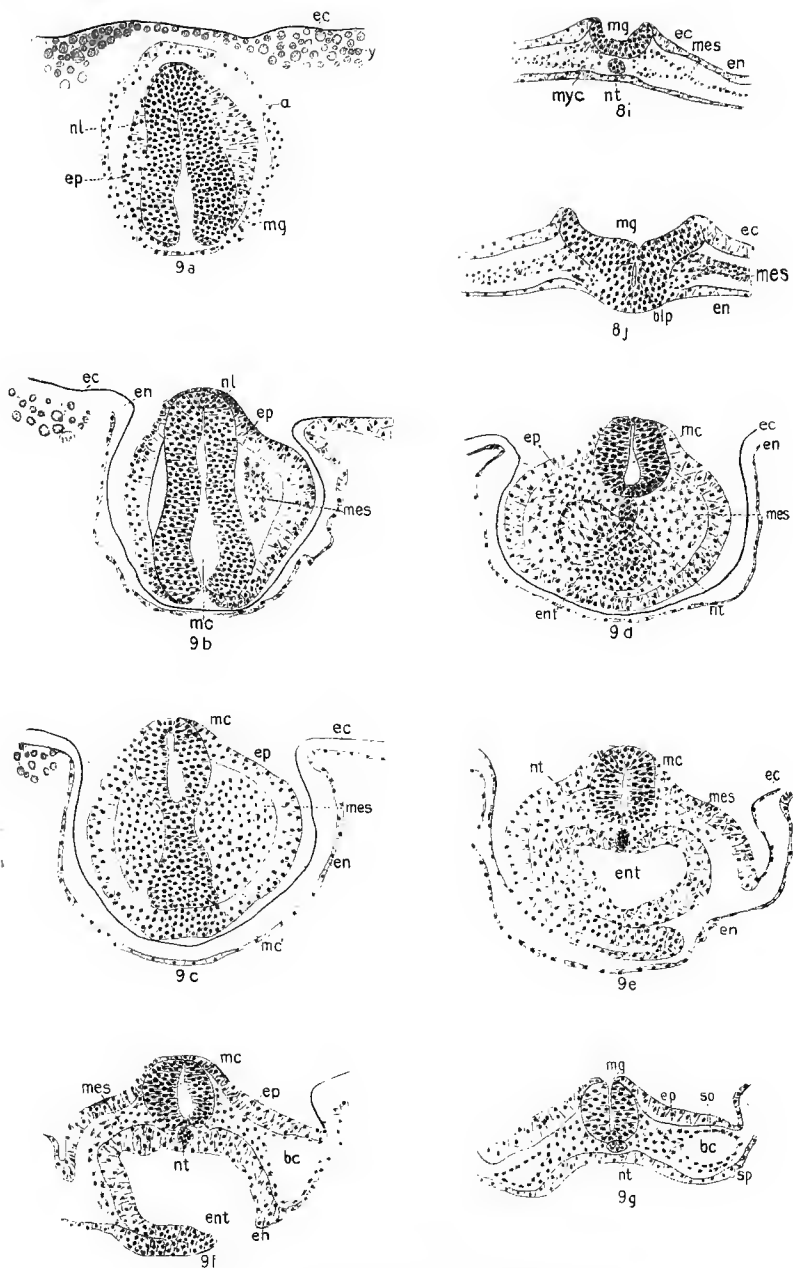 ec
y
a
nl
ep
mg
9a
mg
ec
mes
en
myc
nt
8i
mg
ec
mes
en
blp
8j
ec
en
nl
ep
mes
mc
9b
ep
mc
ec
en
mes
ent
nt
9d
mc
ec
ep
mes
en
mc'
9c
nt
mc
mes
ec
ent
en
9e
mes
mc
ep
bc
nt
ent
en
9f
mg
ep
so
bc
nt
sp
9g